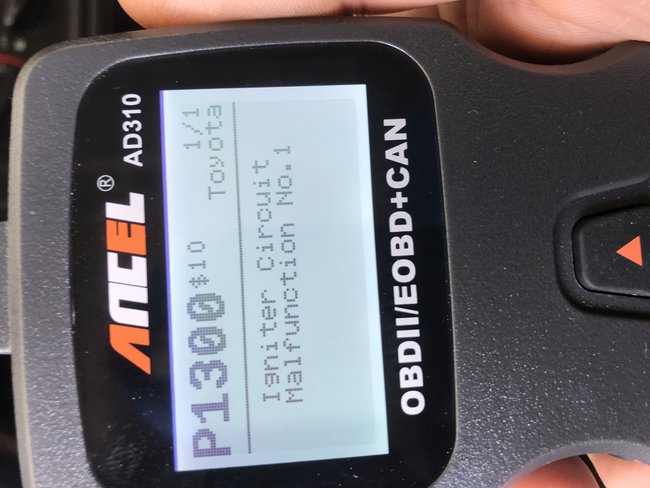 ANCEL® AD310
P1300 $10 1/1
Toyota
Igniter Circuit
Malfunction No.1
OBDII/EOBD+CAN